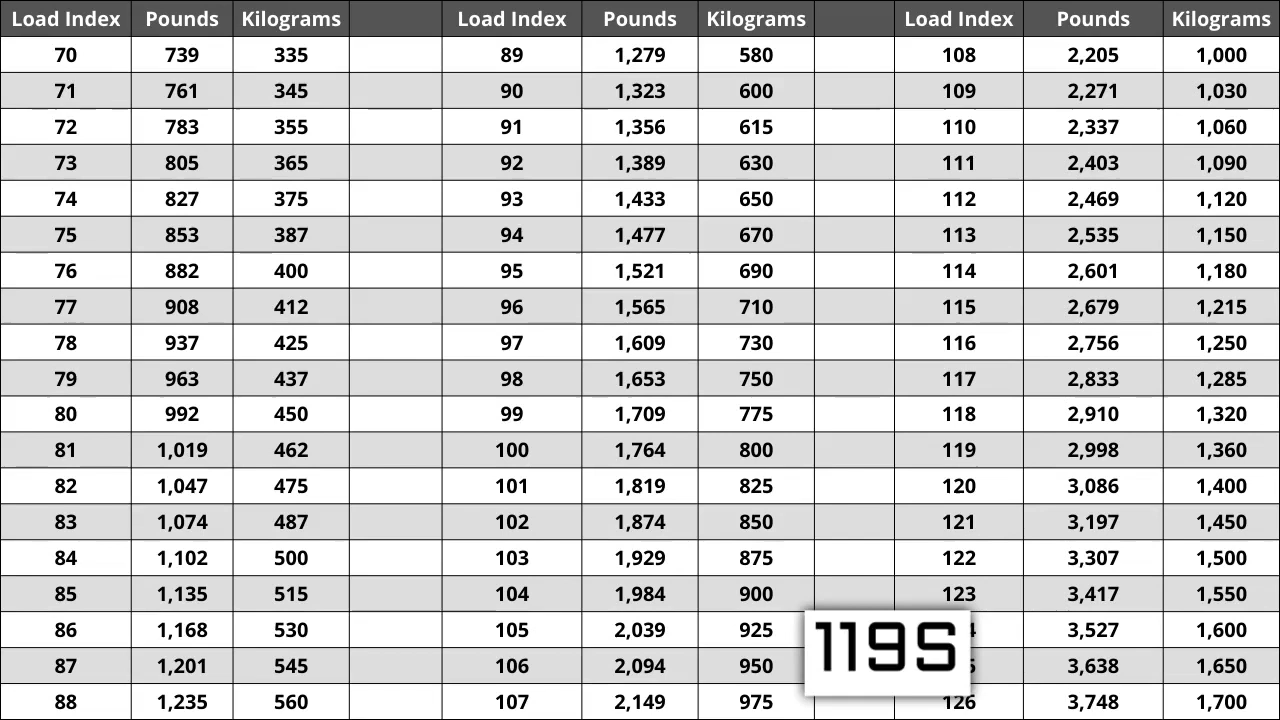 Load Index Pounds Kilograms Load Index Pounds Kilograms Load Index Pounds Kilograms
70 739 335 89 1,279 580 108 2,205 1,000
71 761 345 90 1,323 600 109 2,271 1,030
72 783 355 91 1,356 615 110 2,337 1,060
73 805 365 92 1,389 630 111 2,403 1,090
74 827 375 93 1,433 650 112 2,469 1,120
75 853 387 94 1,477 670 113 2,535 1,150
76 882 400 95 1,521 690 114 2,601 1,180
77 908 412 96 1,565 710 115 2,679 1,215
78 937 425 97 1,609 730 116 2,756 1,250
79 963 437 98 1,653 750 117 2,833 1,285
80 992 450 99 1,709 775 118 2,910 1,320
81 1,019 462 100 1,764 800 119 2,998 1,360
82 1,047 475 101 1,819 825 120 3,086 1,400
83 1,074 487 102 1,874 850 121 3,197 1,450
84 1,102 500 103 1,929 875 122 3,307 1,500
85 1,135 515 104 1,984 900 123 3,417 1,550
86 1,168 530 105 2,039 925 3,527 1,600
87 1,201 545 106 2,094 950 3,638 1,650
88 1,235 560 107 2,149 975 126 3,748 1,700
119S